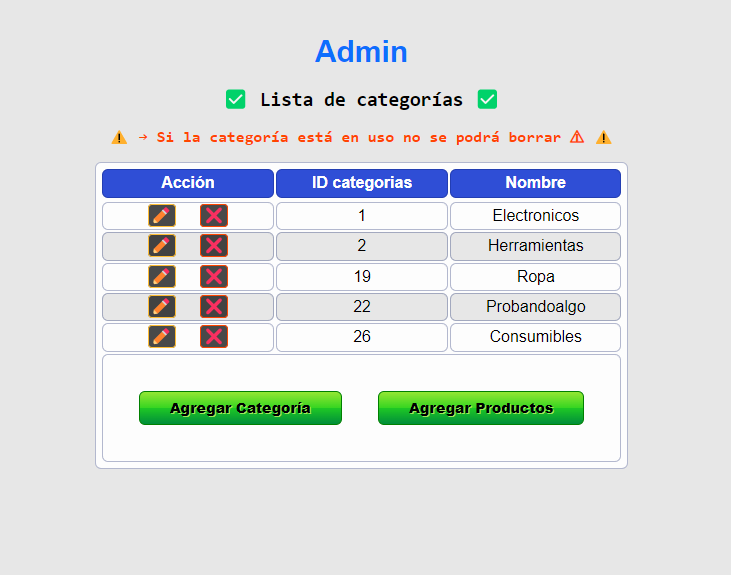 Admin
✅ Lista de categorías ✅
⚠️ → Si la categoría está en uso no se podrá borrar ⚠ ⚠️
Acción ID categorias Nombre
1 Electronicos
2 Herramientas
19 Ropa
22 Probandoalgo
26 Consumibles
Agregar Categoría Agregar Productos